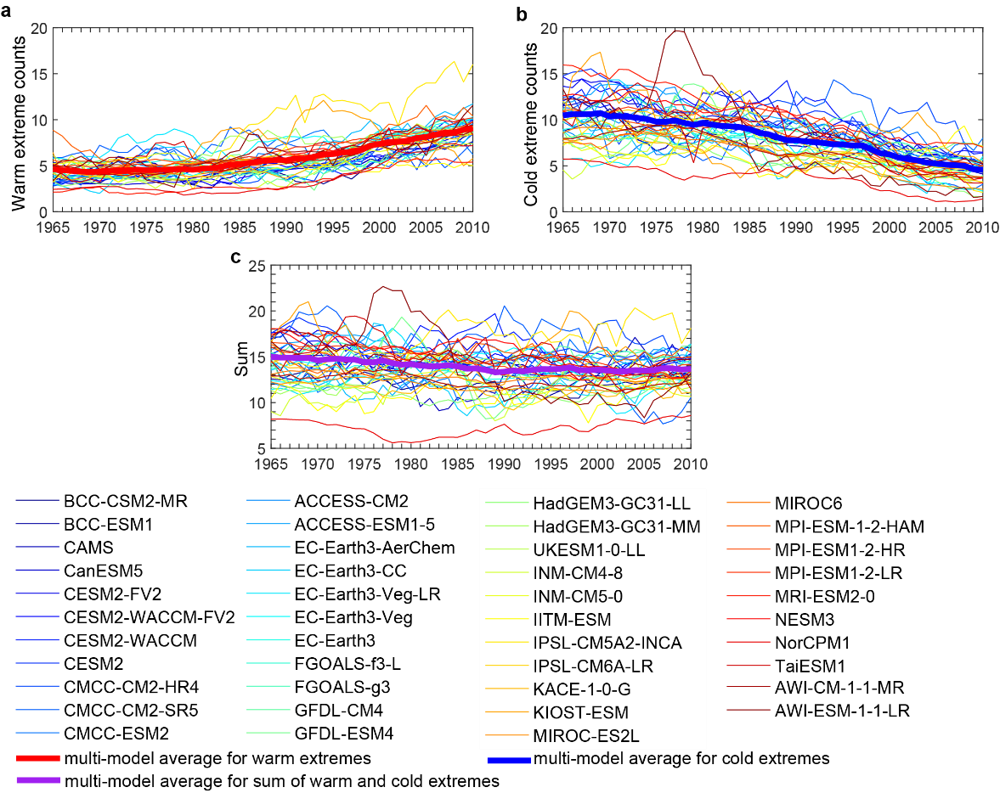 a
Warm extreme counts
20
15
10
5
0
1965 1970 1975 1980 1985 1990 1995 2000 2005 2010
b
Cold extreme counts
20
15
10
5
0
1965 1970 1975 1980 1985 1990 1995 2000 2005 2010
c
Sum
25
20
15
10
5
1965 1970 1975 1980 1985 1990 1995 2000 2005 2010
BCC-CSM2-MR
BCC-ESM1
CAMS
CanESM5
CESM2-FV2
CESM2-WACCM-FV2
CESM2-WACCM
CESM2
CMCC-CM2-HR4
CMCC-CM2-SR5
CMCC-ESM2
ACCESS-CM2
ACCESS-ESM1-5
EC-Earth3-AerChem
EC-Earth3-CC
EC-Earth3-Veg-LR
EC-Earth3-Veg
EC-Earth3
FGOALS-f3-L
FGOALS-g3
GFDL-CM4
GFDL-ESM4
HadGEM3-GC31-LL
HadGEM3-GC31-MM
UKESM1-0-LL
INM-CM4-8
INM-CM5-0
IITM-ESM
IPSL-CM5A2-INCA
IPSL-CM6A-LR
KACE-1-0-G
KIOST-ESM
MIROC-ES2L
MIROC6
MPI-ESM-1-2-HAM
MPI-ESM1-2-HR
MPI-ESM1-2-LR
MRI-ESM2-0
NESM3
NorCPM1
TaiESM1
AWI-CM-1-1-MR
AWI-ESM-1-1-LR
multi-model average for warm extremes
multi-model average for cold extremes
multi-model average for sum of warm and cold extremes